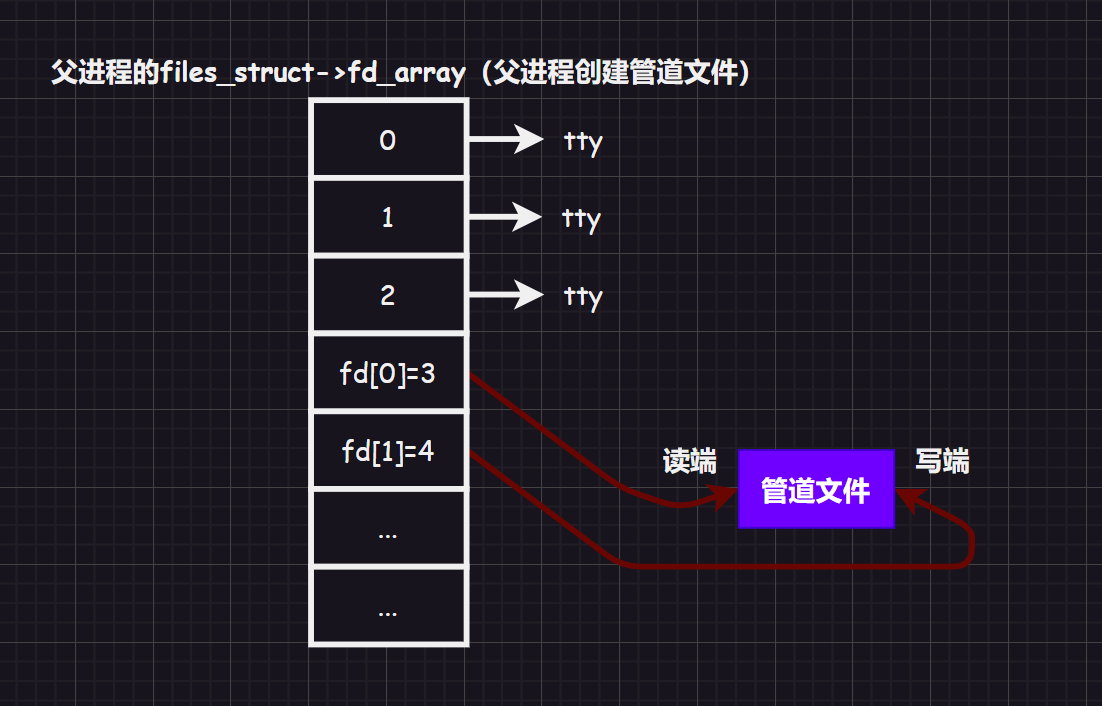 父进程的files_struct->fd_array（父进程创建管道文件）
0
tty
1
tty
2
tty
fd[0]=3
fd[1]=4
读端
写端
管道文件
...
...